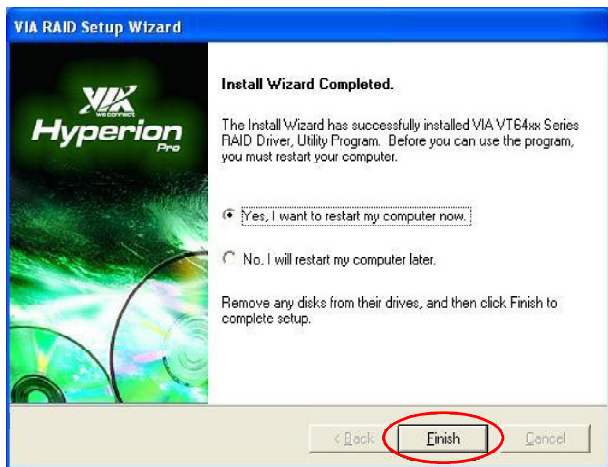 VIA RAID Setup Wizard
VIA
we connect
Hyperion
Pro
Install Wizard Completed.
The Install Wizard has successfully installed VIA VT64xx Series
RAID Driver, Utility Program. Before you can use the program,
you must restart your computer.
Yes, I want to restart my computer now.
No. I will restart my computer later.
Remove any disks from their drives, and then click Finish to
complete setup.
< Back
Finish
Cancel